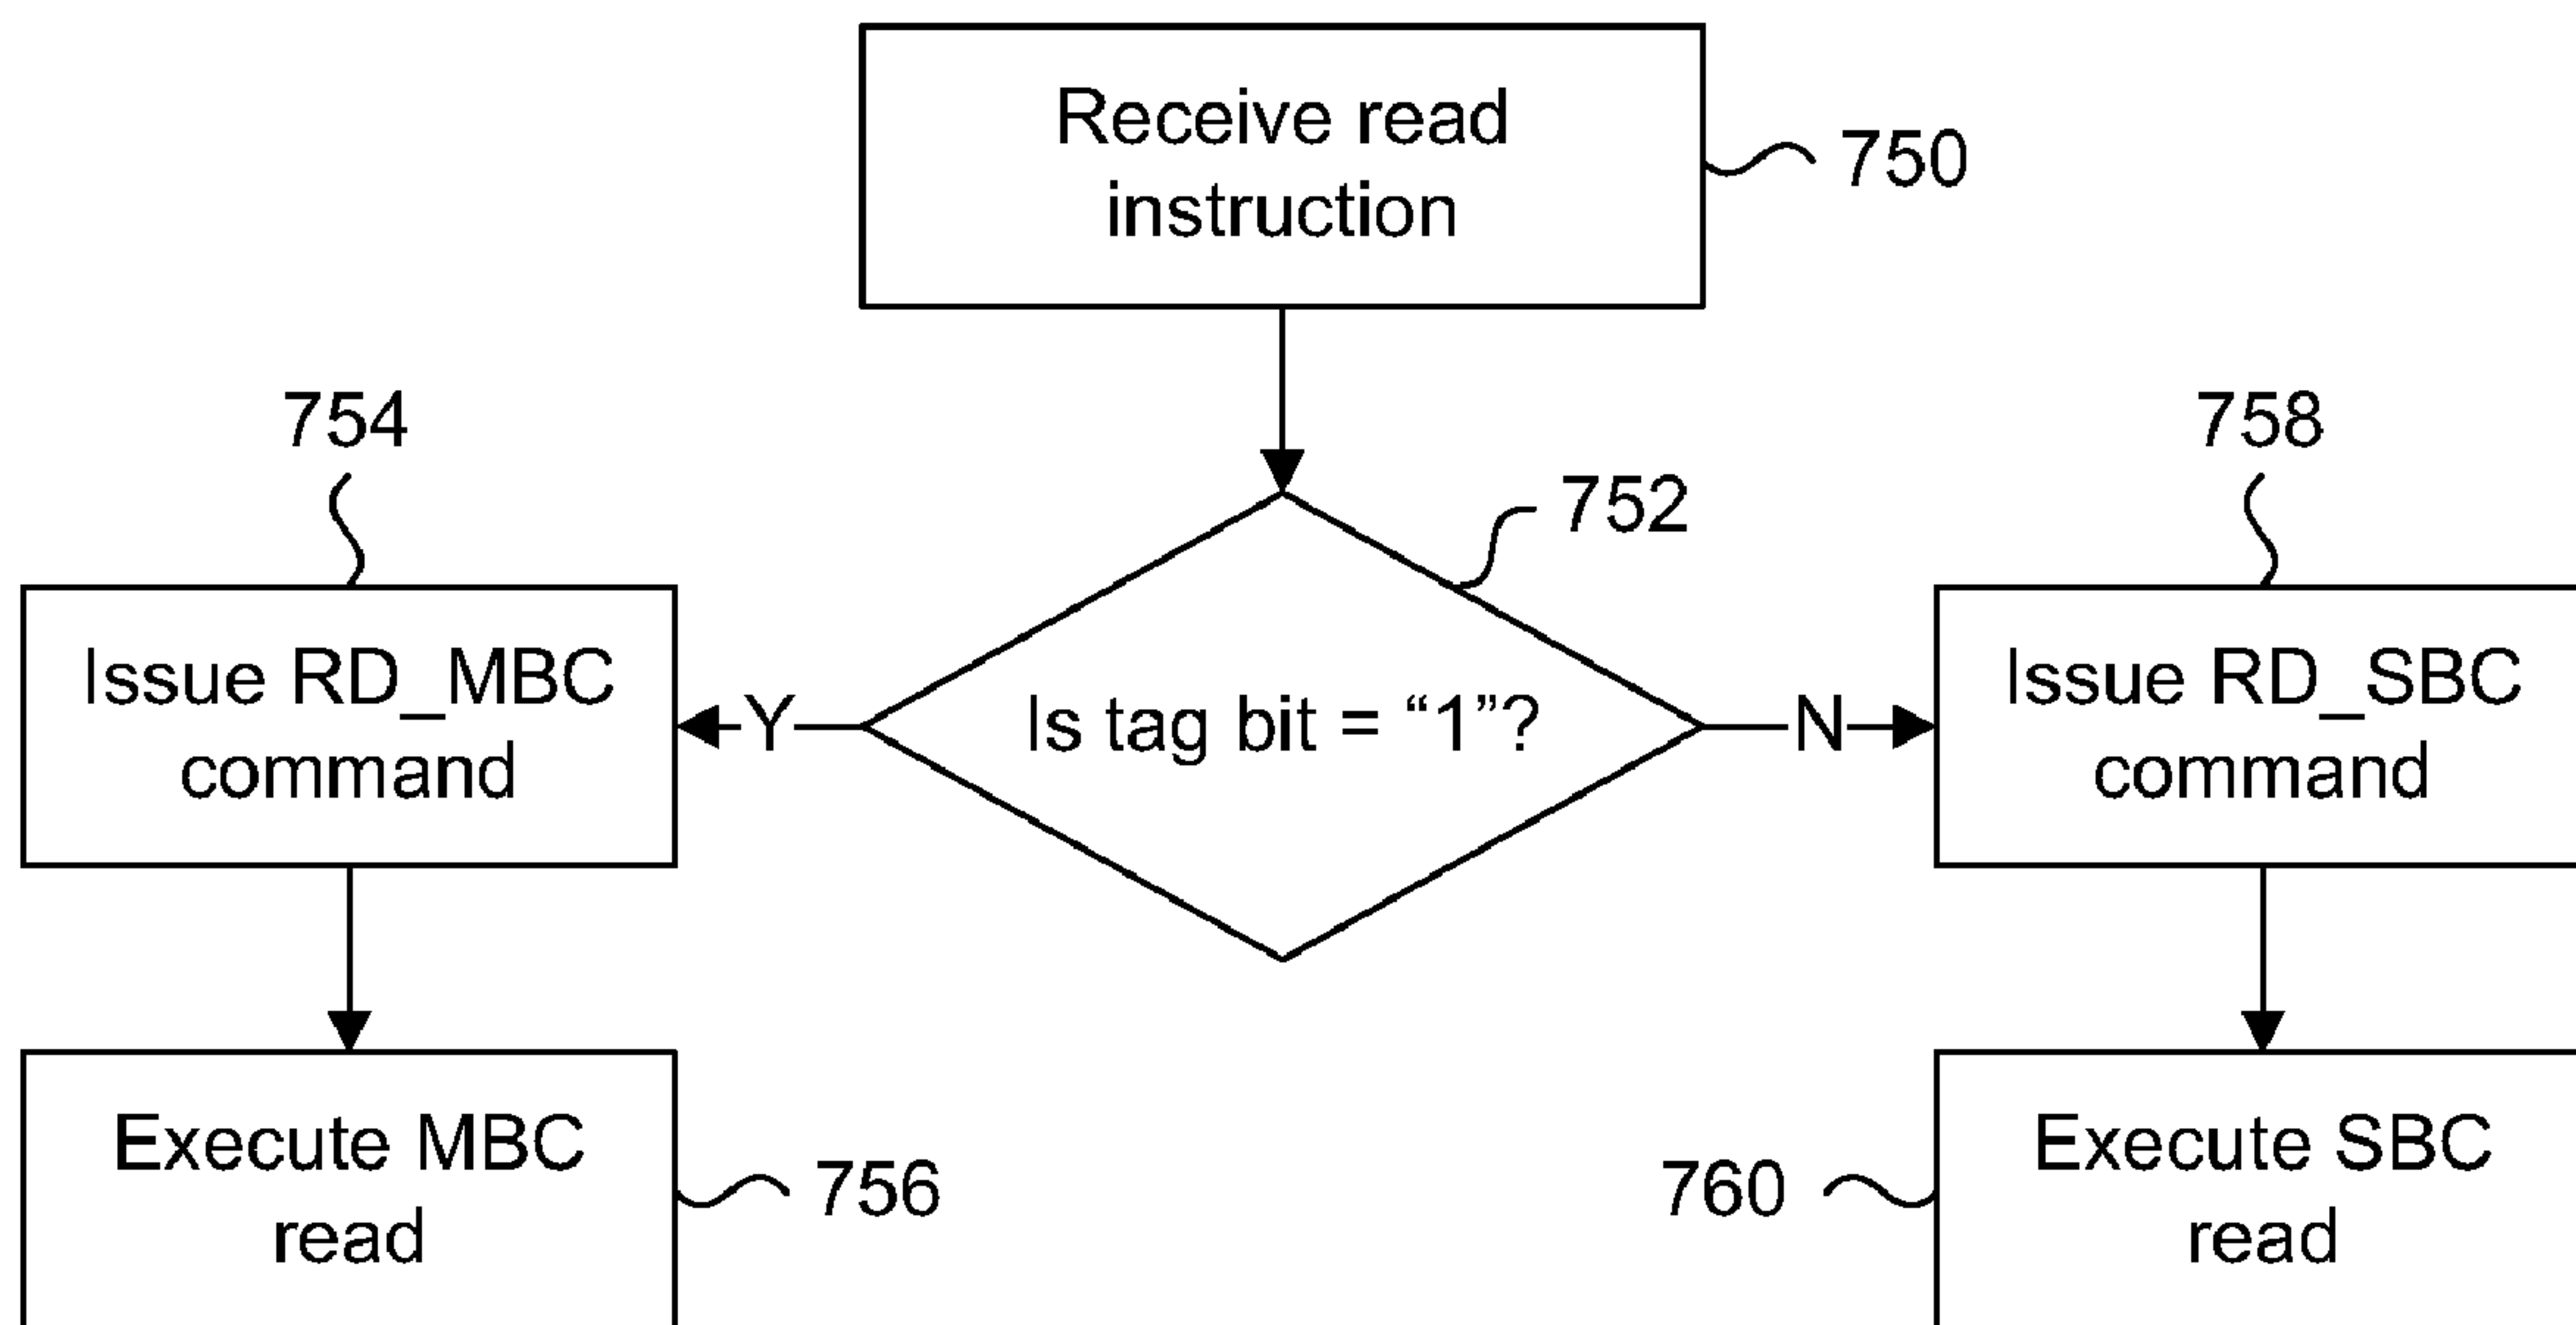 Receive read
instruction
750
754
758
752
Issue RD_MBC
command
Y
Is tag bit = “1”?
N
Issue RD_SBC
command
Execute MBC
read
756
760
Execute SBC
read